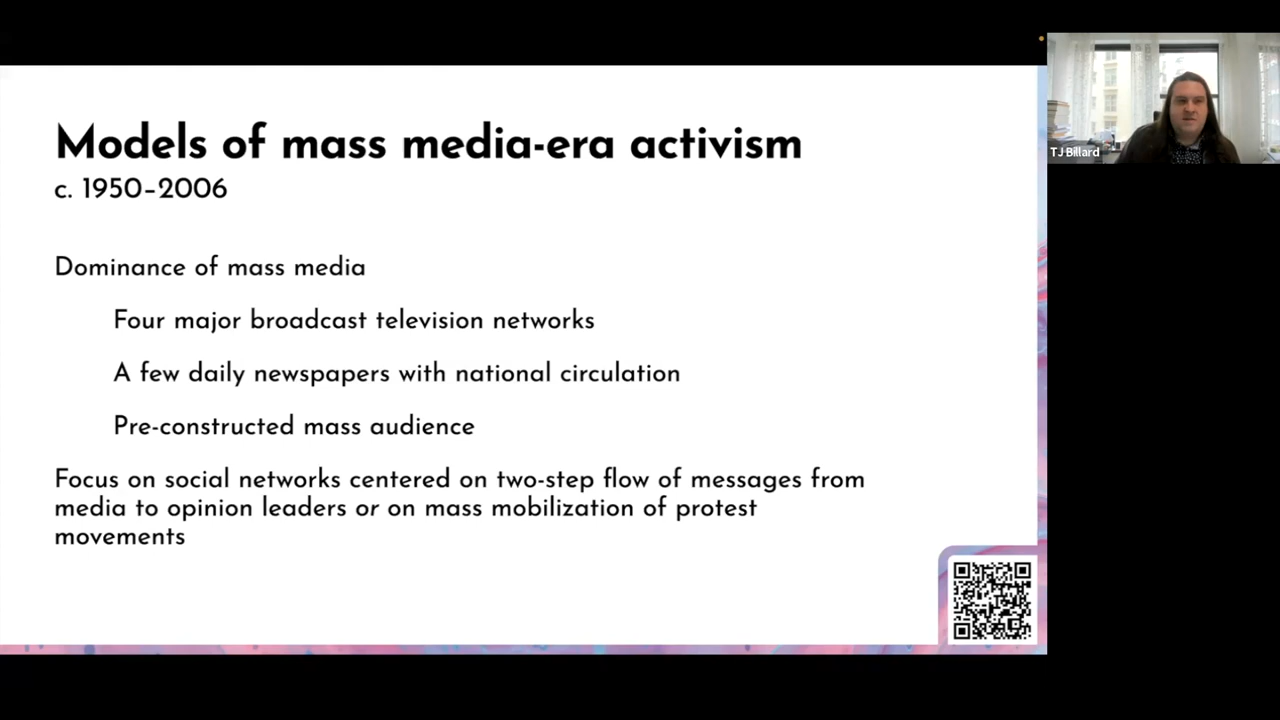 Models of mass media-era activism
c. 1950–2006
Dominance of mass media
Four major broadcast television networks
A few daily newspapers with national circulation
Pre-constructed mass audience
Focus on social networks centered on two-step flow of messages from
media to opinion leaders or on mass mobilization of protest
movements
TJ Billard